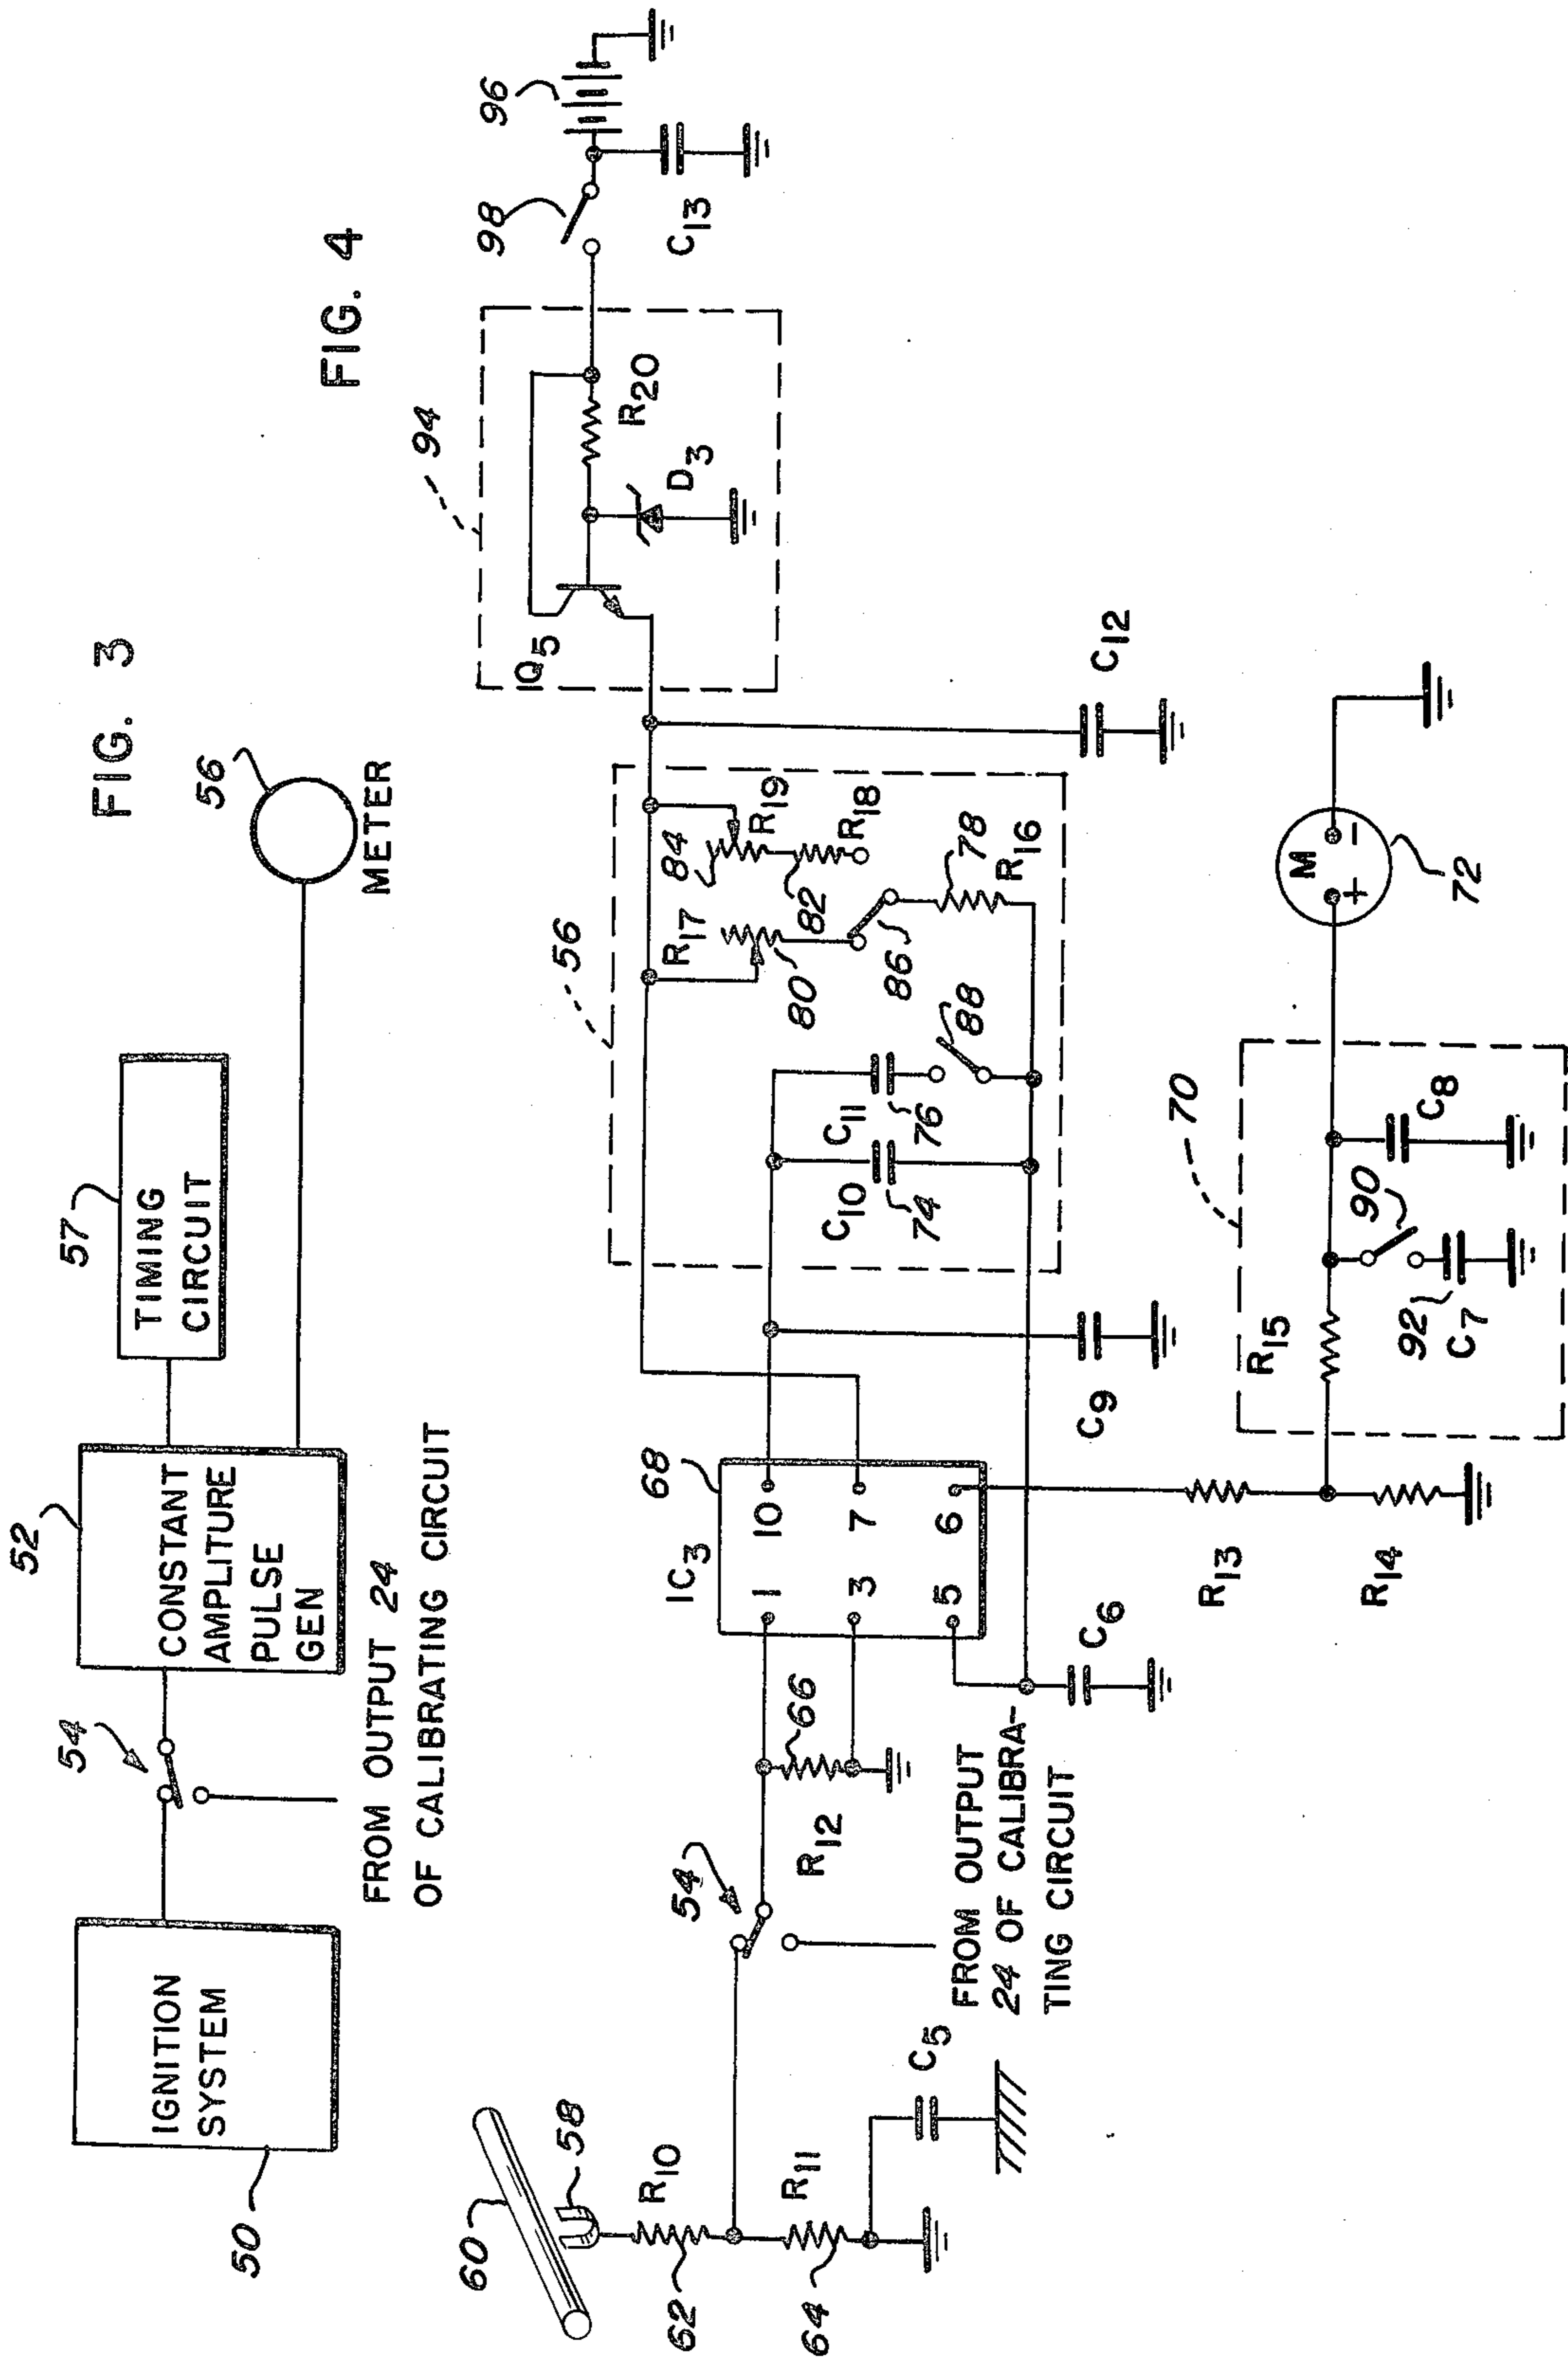 FIG. 3
50
IGNITION
SYSTEM
54
FROM OUTPUT 24
OF CALIBRATING CIRCUIT
52
CONSTANT
AMPLITURE
PULSE
GEN
57
TIMING
CIRCUIT
56
METER
FIG. 4
60
58
62
R10
64
R11
C5
54
FROM OUTPUT
24 OF CALIBRA-
TING CIRCUIT
R12
66
IC3
68
1
3
5
10
7
6
C6
C9
R13
R14
56
C10
74
C11
76
88
R17
80
84
R19
82
R18
86
78
R16
C12
70
R15
90
92
C7
C8
M
+
-
72
94
Q5
R20
D3
98
C13
96